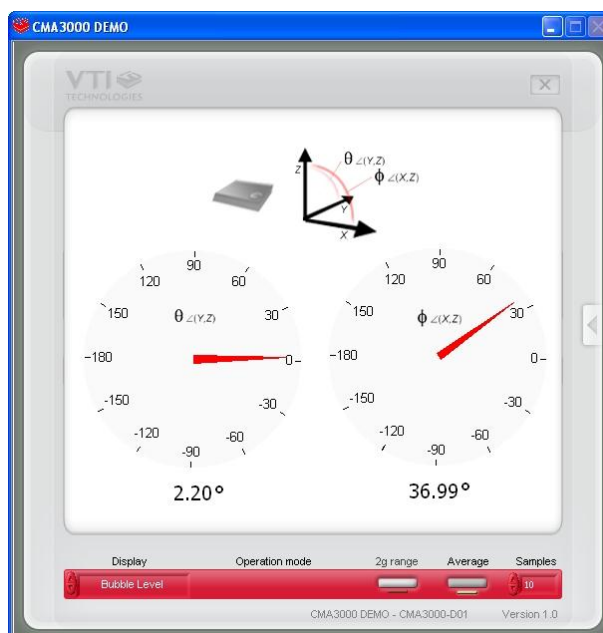 CMA3000 DEMO
VTI
TECHNOLOGIES
Z
θ ∠(Y,Z)
ϕ ∠(X,Z)
Y
X
90
120
60
150
30
θ ∠(Y,Z)
-180
0
-150
-30
-120
-60
-90
2.20°
90
120
60
150
30
ϕ ∠(X,Z)
-180
0
-150
-30
-120
-60
-90
36.99°
Display
Operation mode
2g range
Average
Samples
Bubble Level
10
CMA3000 DEMO - CMA3000-D01
Version 1.0